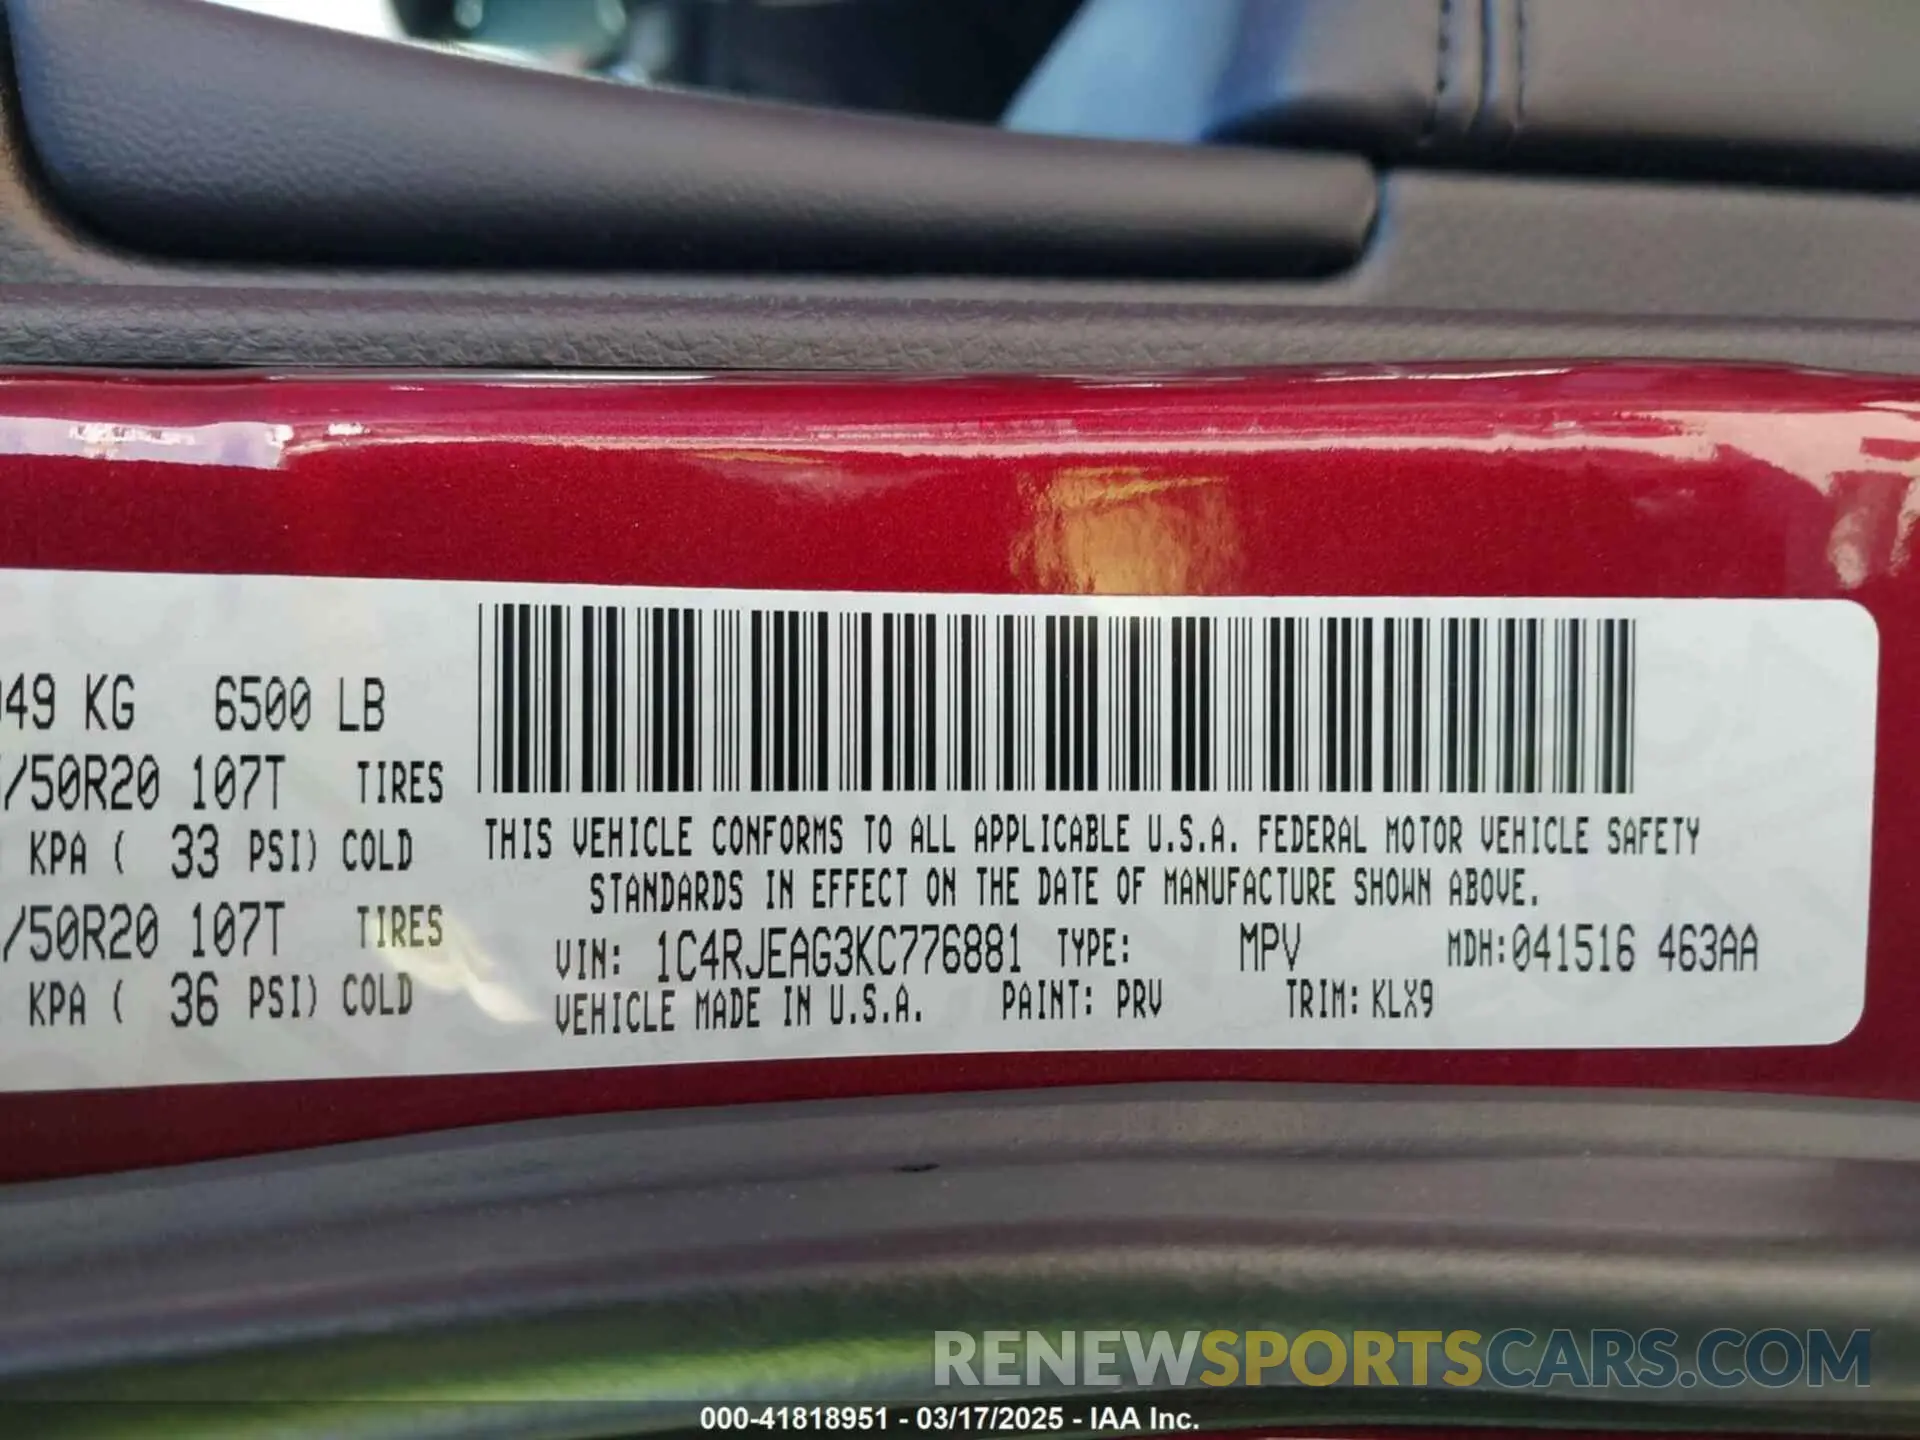 49 KG 6500 LB
/50R20 107T TIRES
KPA ( 33 PSI) COLD
/50R20 107T TIRES
KPA ( 36 PSI) COLD
THIS VEHICLE CONFORMS TO ALL APPLICABLE U.S.A. FEDERAL MOTOR VEHICLE SAFETY
STANDARDS IN EFFECT ON THE DATE OF MANUFACTURE SHOWN ABOVE.
VIN: 1C4RJEAG3KC776881 TYPE: MPV MDH:041516 463AA
VEHICLE MADE IN U.S.A. PAINT: PRV TRIM: KLX9
RENEWSPORTSCARS.COM
000-41818951 - 03/17/2025 - IAA Inc.